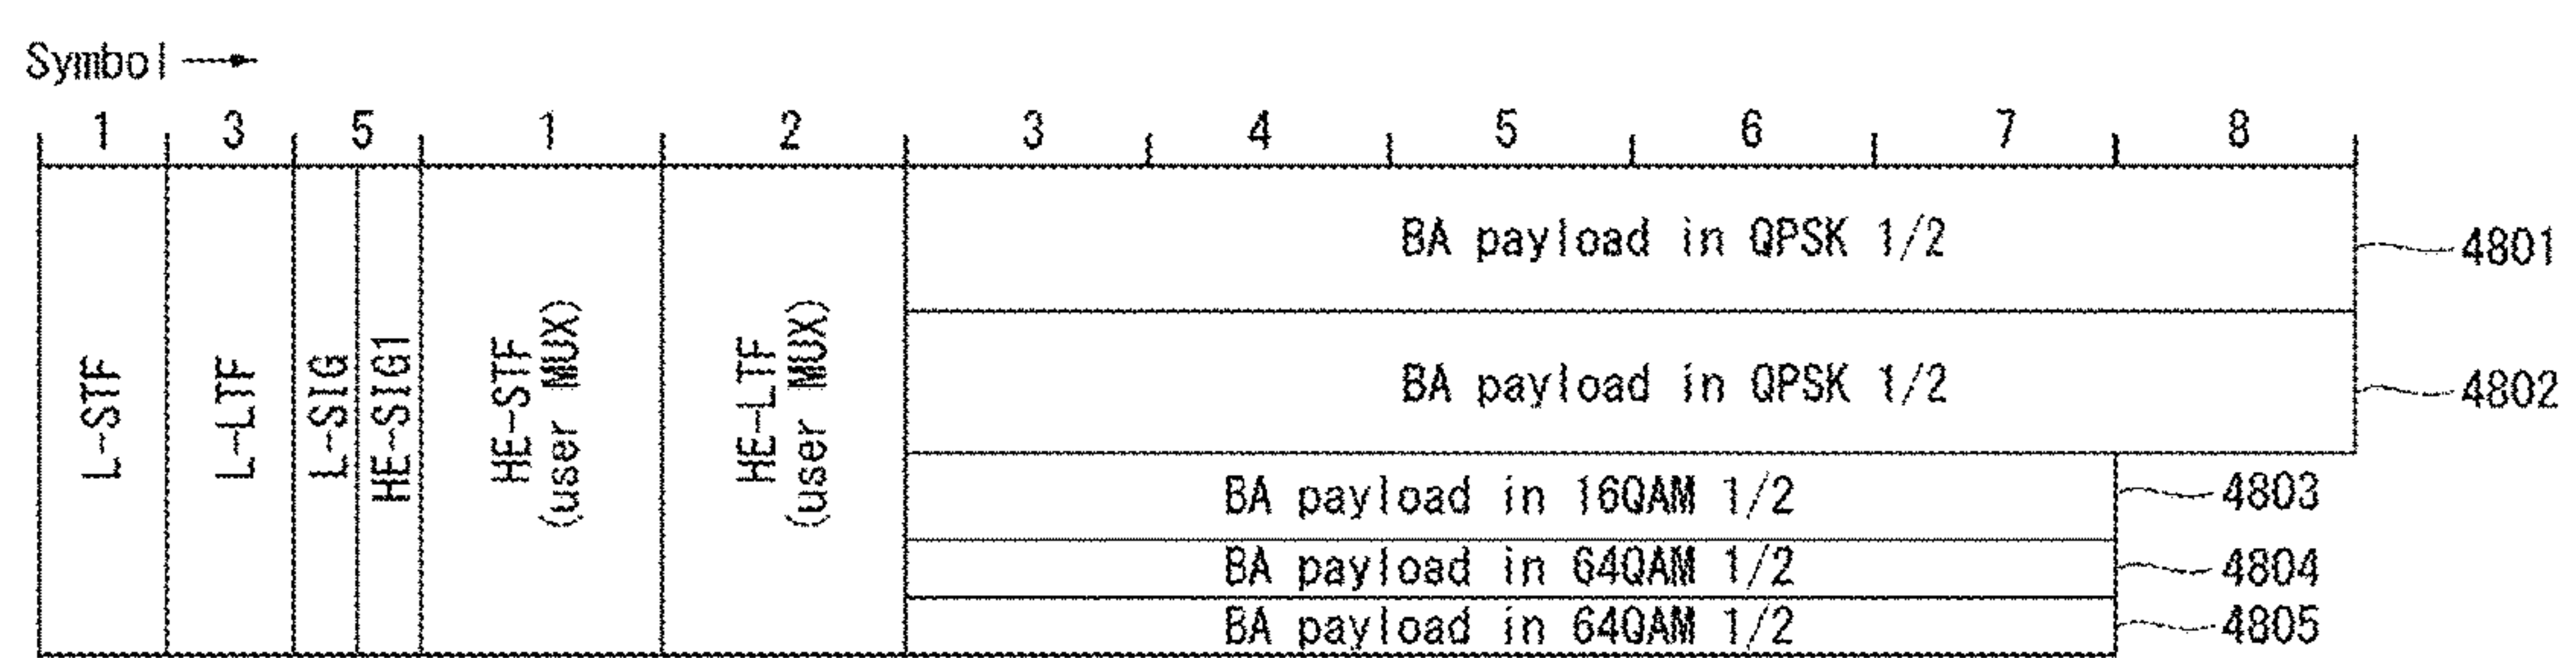 Symbol
1 3 5 1 2 3 4 5 6 7 8
L-STF
L-LTF
L-SIG
HE-SIG1
HE-STF
(user MUX)
HE-LTF
(user MUX)
BA payload in QPSK 1/2
4801
BA payload in QPSK 1/2
4802
BA payload in 16QAM 1/2
4803
BA payload in 64QAM 1/2
4804
BA payload in 64QAM 1/2
4805